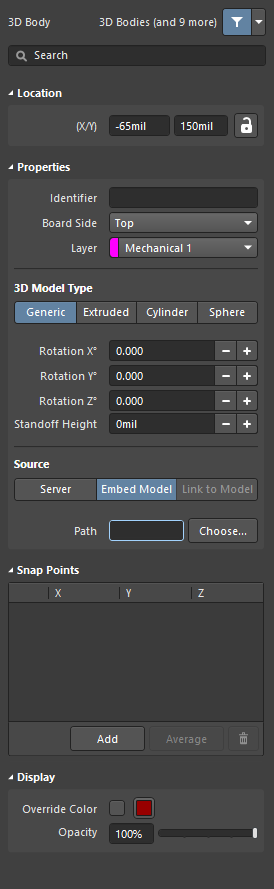 3D Body 3D Bodies (and 9 more)
Search
Location
(X/Y) -65mil 150mil
Properties
Identifier
Board Side Top
Layer Mechanical 1
3D Model Type
Generic Extruded Cylinder Sphere
Rotation X° 0.000 − +
Rotation Y° 0.000 − +
Rotation Z° 0.000 − +
Standoff Height 0mil − +
Source
Server Embed Model Link to Model
Path Choose...
Snap Points
X Y Z
Add Average
Display
Override Color
Opacity 100%